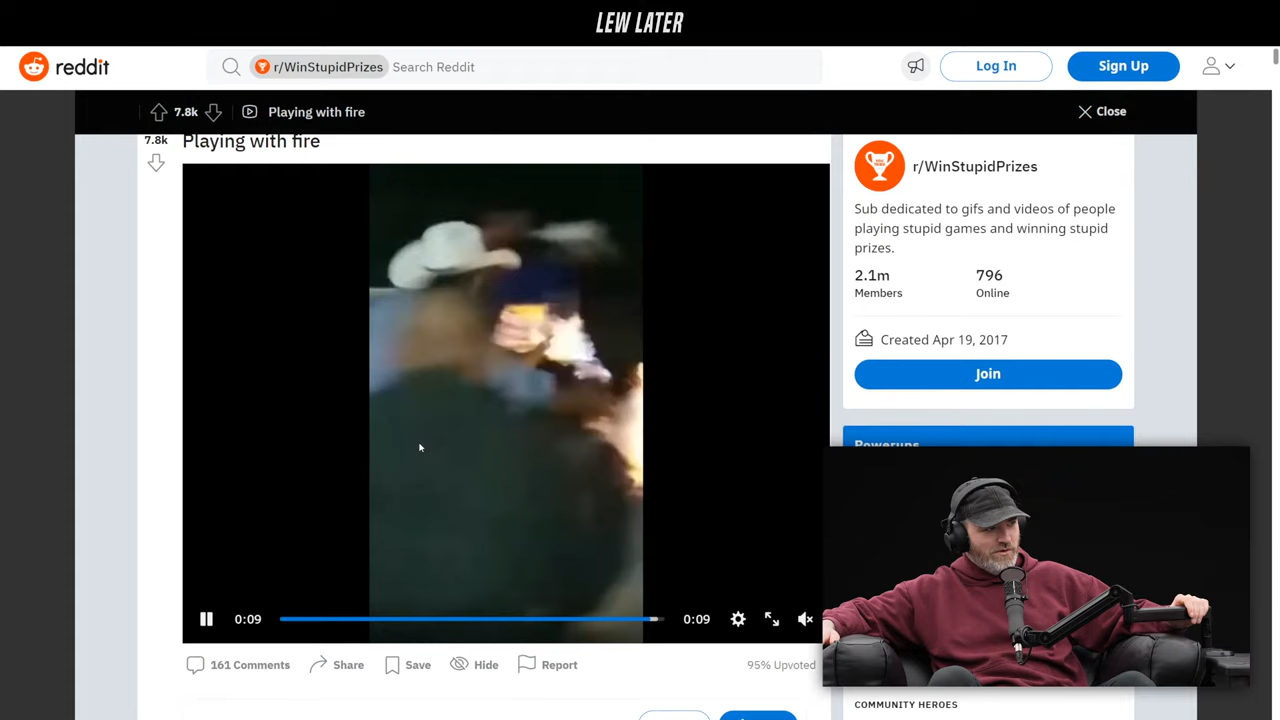 LEW LATER
reddit
r/WinStupidPrizes Search Reddit
Log In
Sign Up
7.8k
Playing with fire
Close
7.8k
Playing with fire
r/WinStupidPrizes
Sub dedicated to gifs and videos of people
playing stupid games and winning stupid
prizes.
2.1m
796
Members
Online
Created Apr 19, 2017
Join
Powerups
0:09
0:09
161 Comments
Share
Save
Hide
Report
95% Upvoted
COMMUNITY HEROES